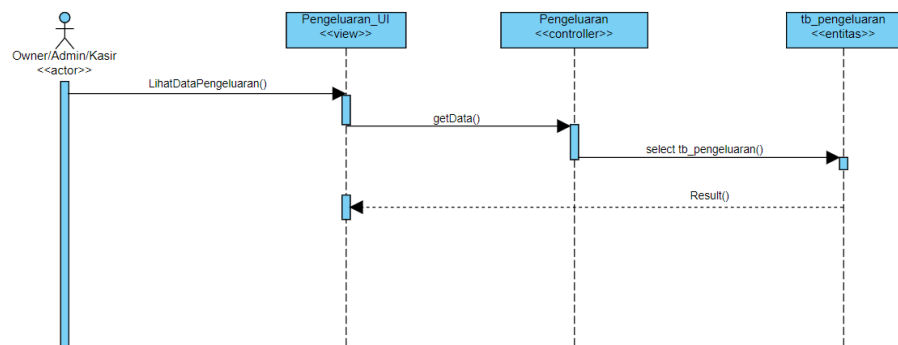 Pengeluaran_UI
<<view>>
Pengeluaran
<<controller>>
tb_pengeluaran
<<entitas>>
Owner/Admin/Kasir
<<actor>>
LihatDataPengeluaran()
getData()
select tb_pengeluaran()
Result()